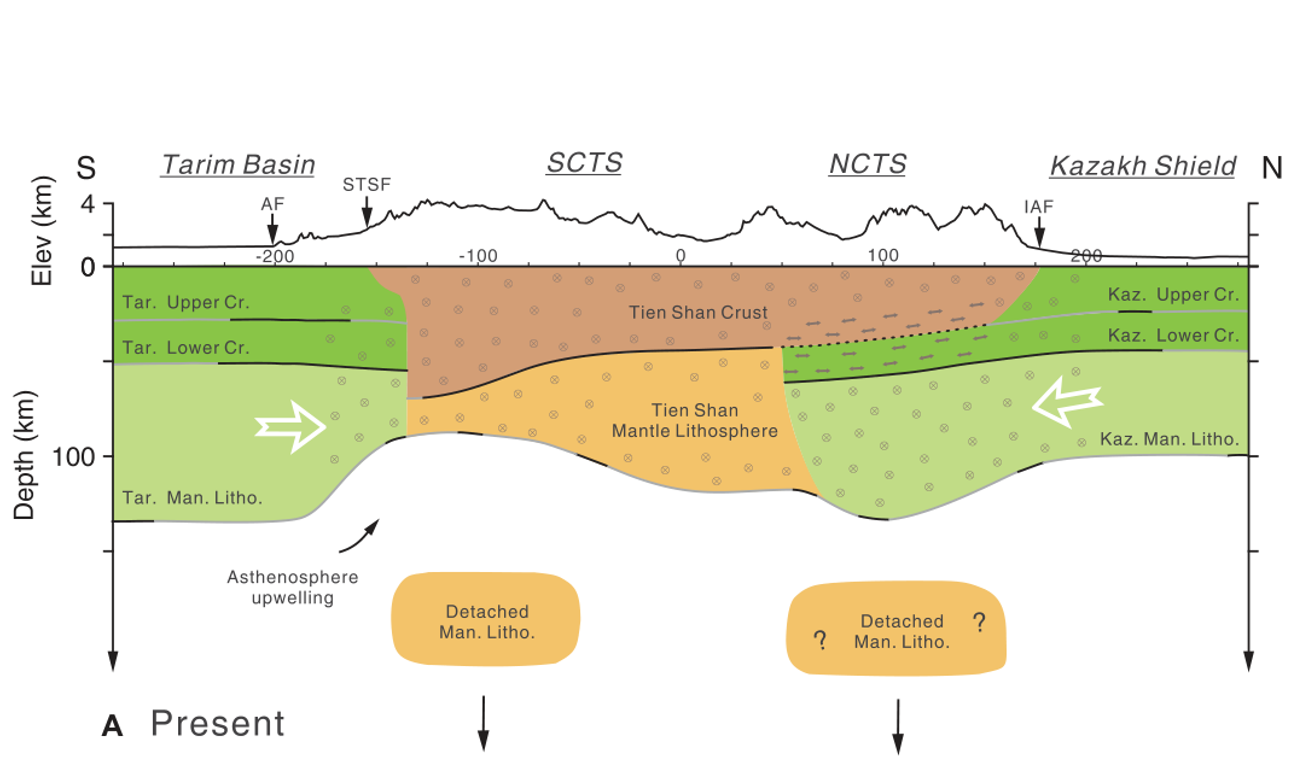 S
Tarim Basin
SCTS
NCTS
Kazakh Shield
N
STSF
AF
IAF
Elev (km)
4
0
-200
-100
0
100
200
Tar. Upper Cr.
Kaz. Upper Cr.
Tien Shan Crust
Tar. Lower Cr.
Kaz. Lower Cr.
Depth (km)
100
Tien Shan
Mantle Lithosphere
Kaz. Man. Litho.
Tar. Man. Litho.
Asthenosphere
upwelling
Detached
Man. Litho.
? Detached ?
Man. Litho.
A Present